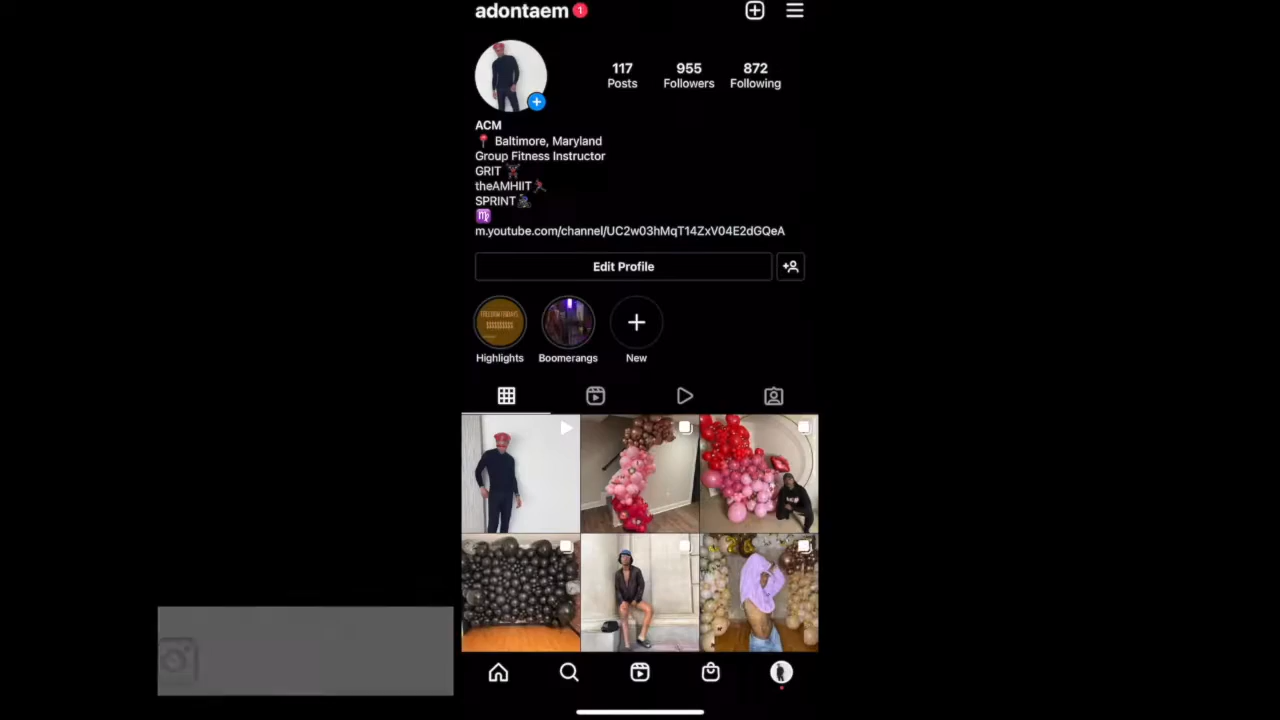 adontaem 1
117 955 872
Posts Followers Following
ACM
Baltimore, Maryland
Group Fitness Instructor
GRIT
theAMHIIT
SPRINT
m.youtube.com/channel/UC2w03hMqT14ZxV04E2dGQeA
Edit Profile
Highlights Boomerangs New